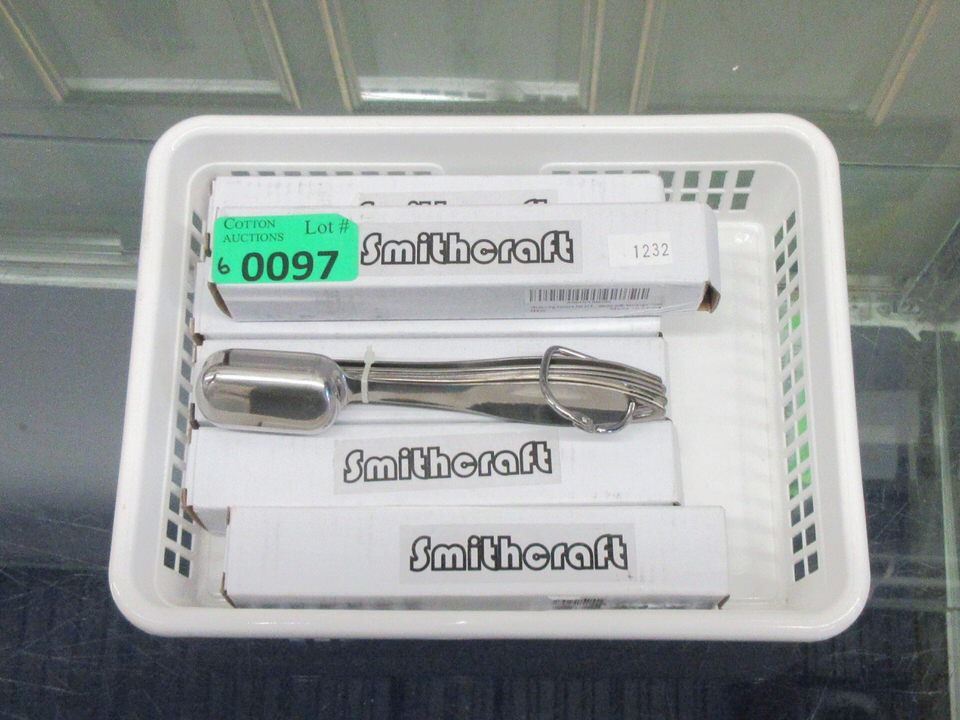 COTTON AUCTIONS Lot #
6 0097
Smithcraft
1232
Smithcraft
Smithcraft